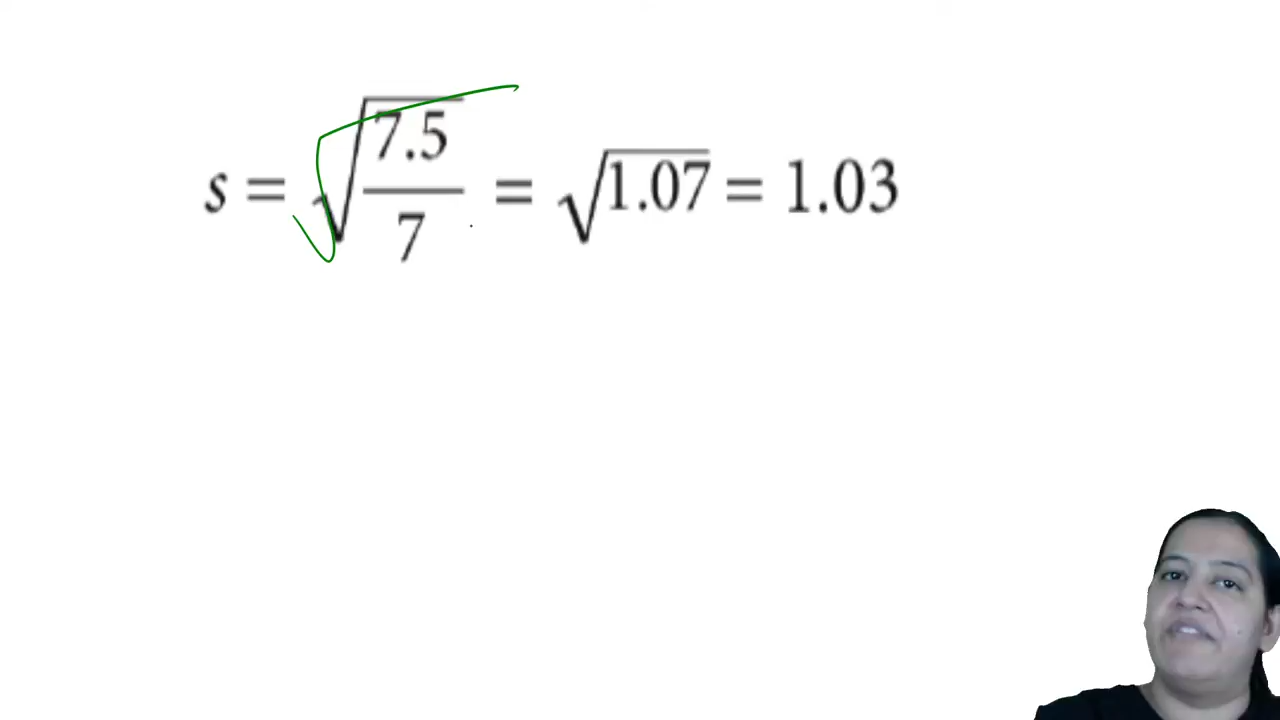 s = √7.5/7 = √1.07 = 1.03